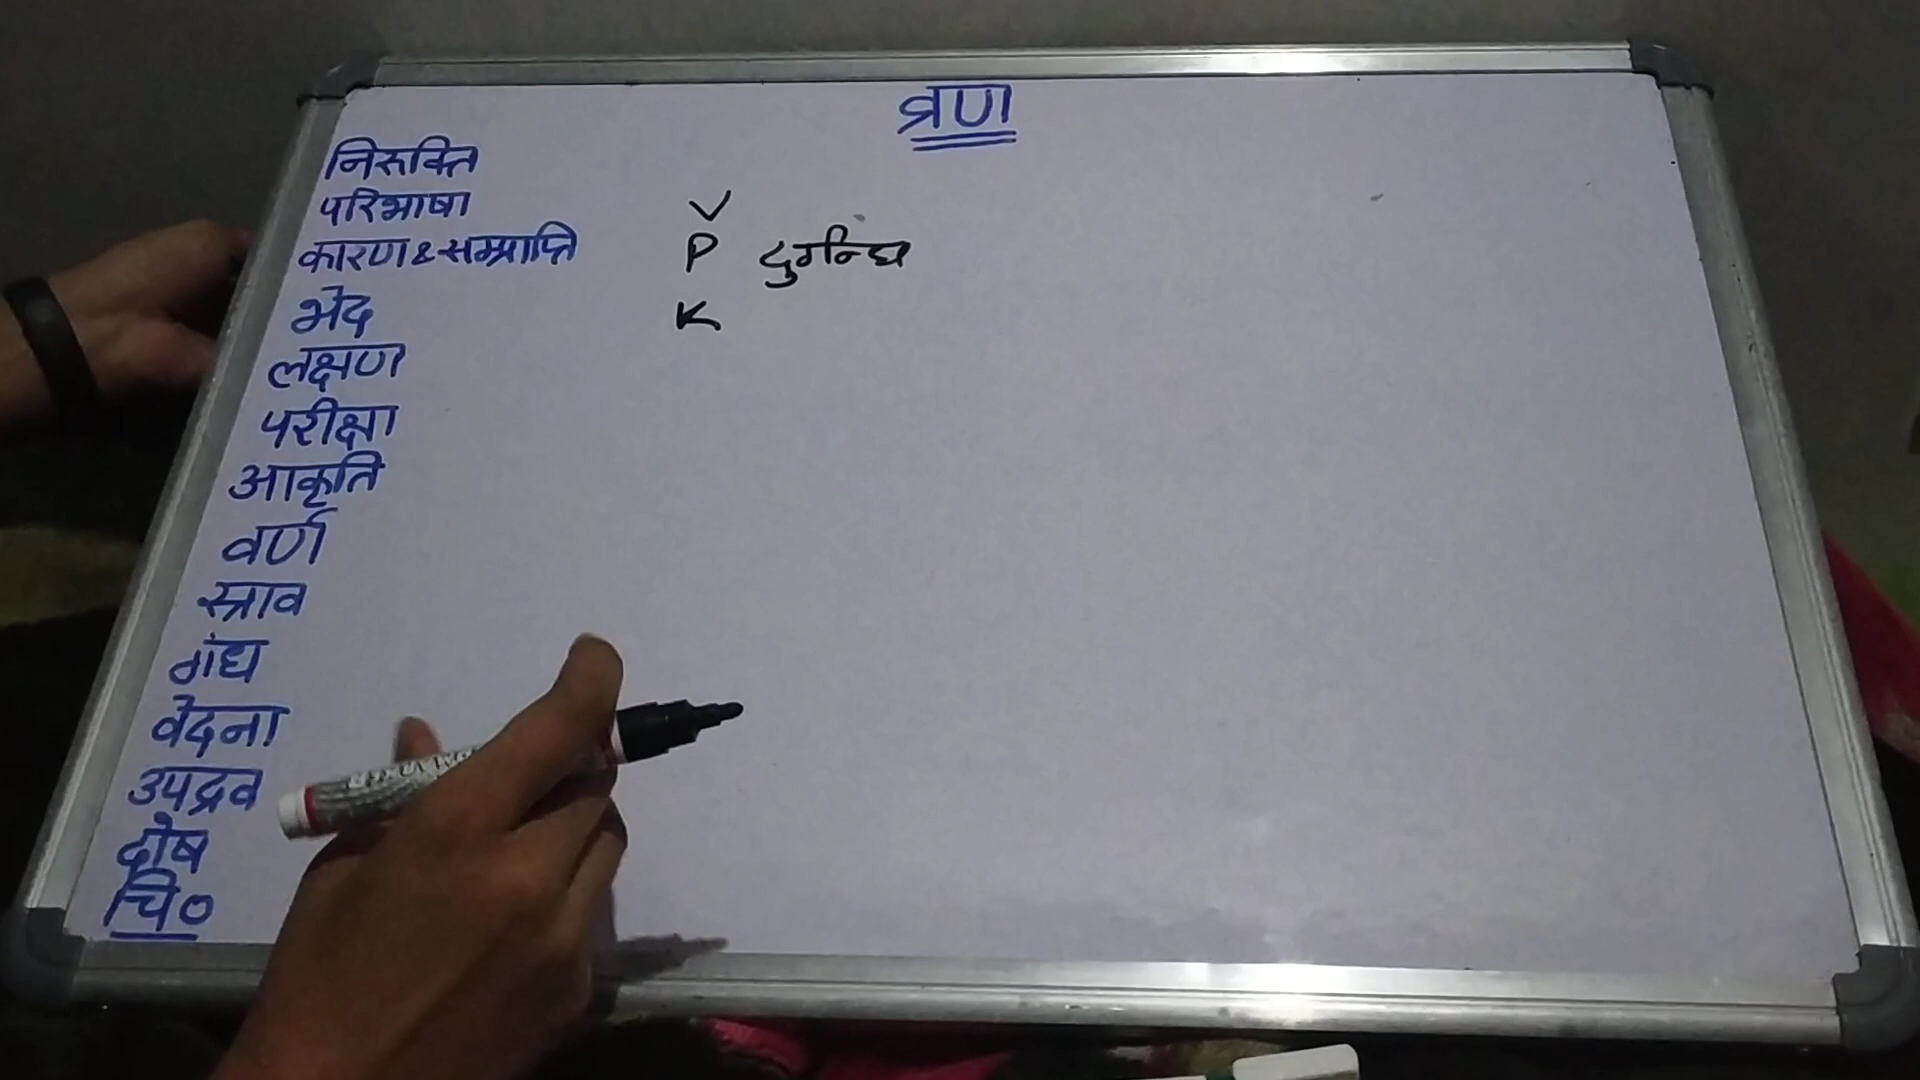 व्रण
निरूक्ति
परिभाषा
कारण & सम्प्राप्ति
भेद
लक्षण
परीक्षा
आकृति
वर्ण
स्त्राव
गंध
वेदना
उपद्रव
दोष
चि०
V
P दुर्गन्धि
K